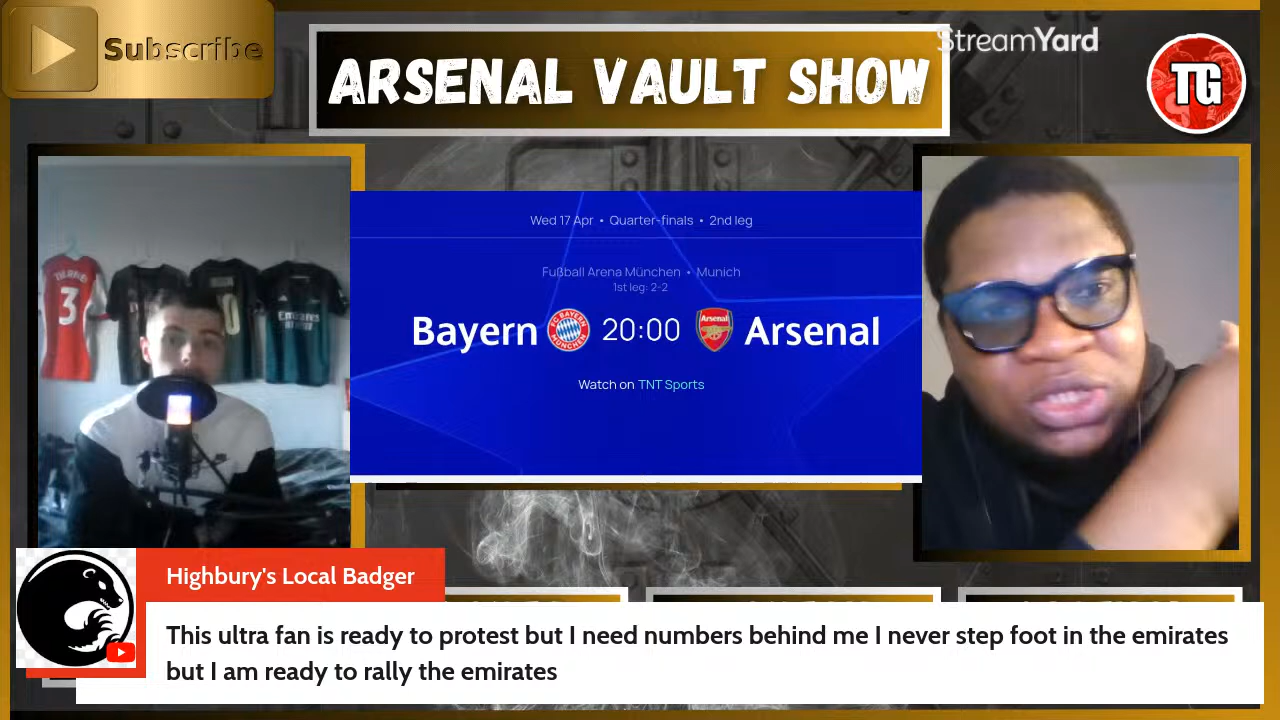 Subscribe
ARSENAL VAULT SHOW
StreamYard
TG
Wed 17 Apr • Quarter-finals • 2nd leg
Fußball Arena München • Munich
1st leg: 2-2
Bayern 20:00 Arsenal
Watch on TNT Sports
3
Highbury's Local Badger
This ultra fan is ready to protest but I need numbers behind me I never step foot in the emirates
but I am ready to rally the emirates